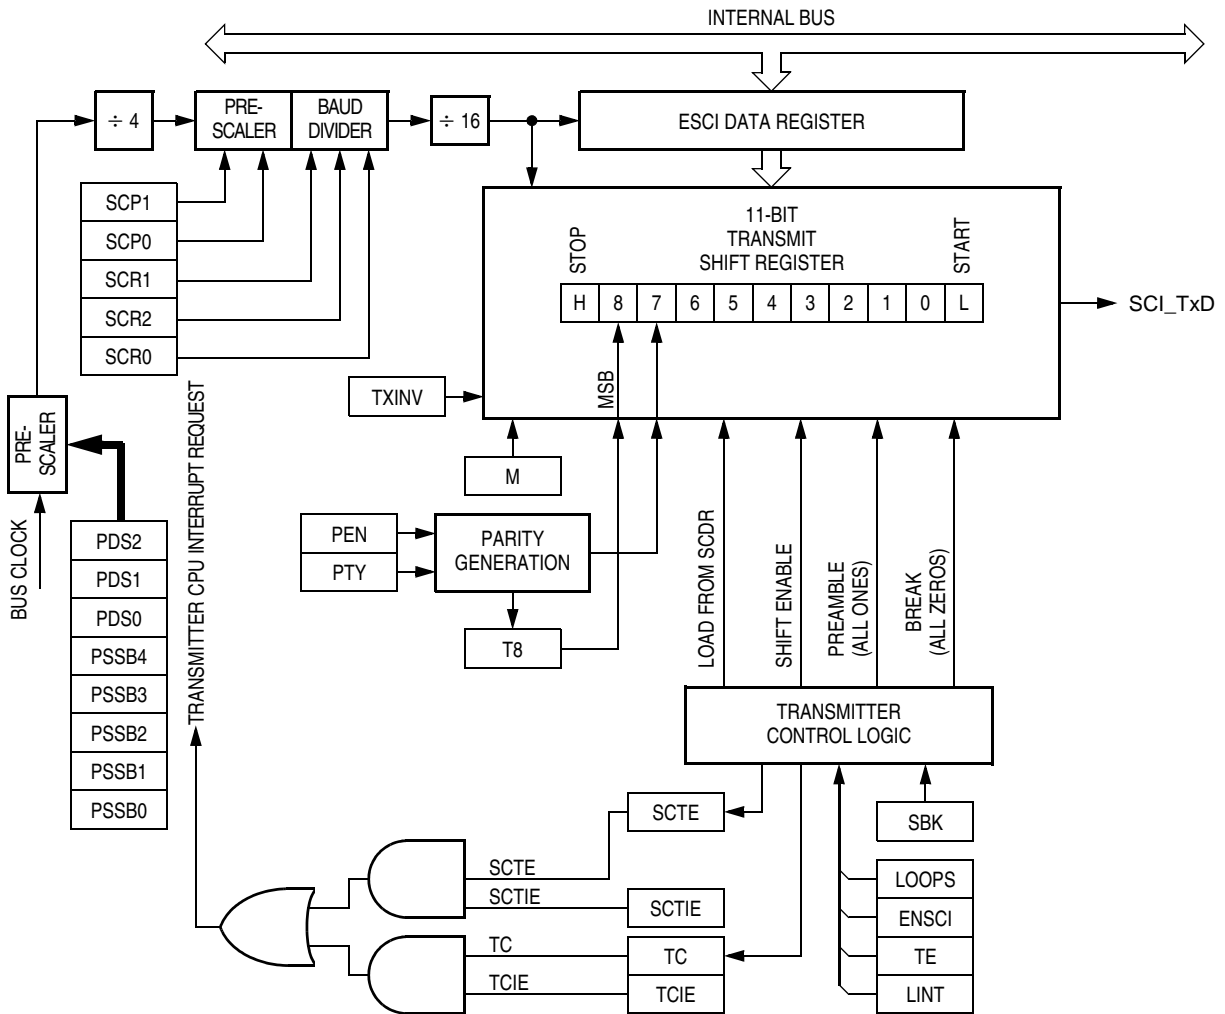 INTERNAL BUS
÷ 4
PRE-
SCALER
BAUD
DIVIDER
÷ 16
ESCI DATA REGISTER
SCP1
SCP0
SCR1
SCR2
SCR0
11-BIT
TRANSMIT
SHIFT REGISTER
STOP
START
H
8
7
6
5
4
3
2
1
0
L
SCI_TxD
TXINV
MSB
M
PRE-
SCALER
BUS CLOCK
TRANSMITTER CPU INTERRUPT REQUEST
PDS2
PDS1
PDS0
PSSB4
PSSB3
PSSB2
PSSB1
PSSB0
PEN
PTY
PARITY
GENERATION
T8
LOAD FROM SCDR
SHIFT ENABLE
PREAMBLE
(ALL ONES)
BREAK
(ALL ZEROS)
TRANSMITTER
CONTROL LOGIC
SCTE
SBK
SCTE
SCTIE
SCTIE
TC
TC
TCIE
TCIE
LOOPS
ENSCI
TE
LINT